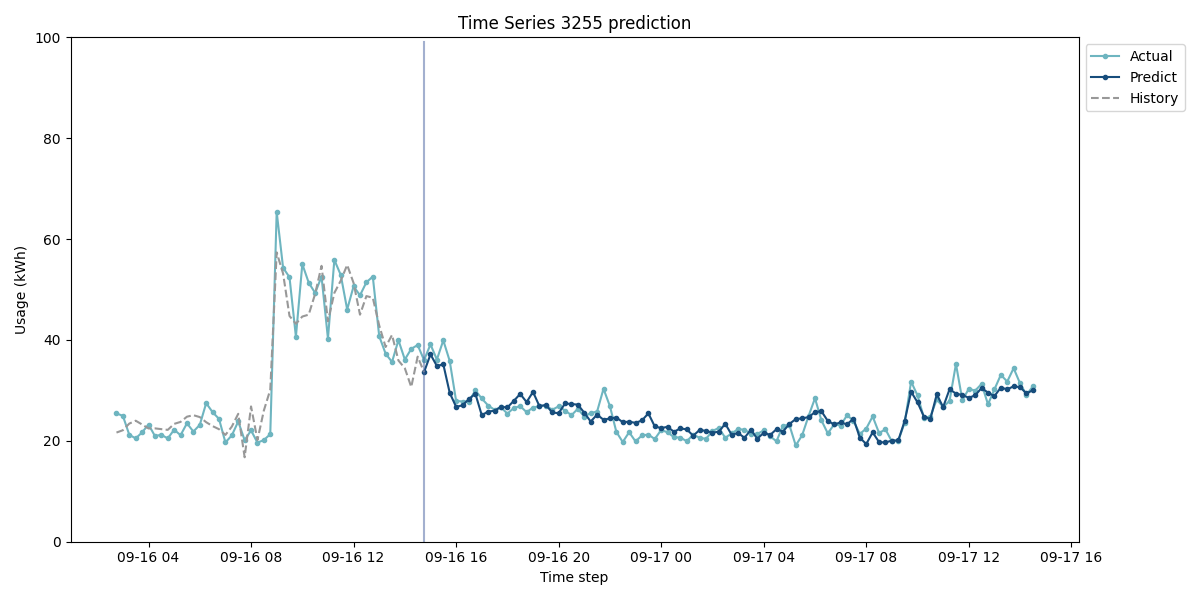 Time Series 3255 prediction
Actual
Predict
History
Usage (kWh)
100
80
60
40
20
0
09-16 04
09-16 08
09-16 12
09-16 16
09-16 20
09-17 00
09-17 04
09-17 08
09-17 12
09-17 16
Time step